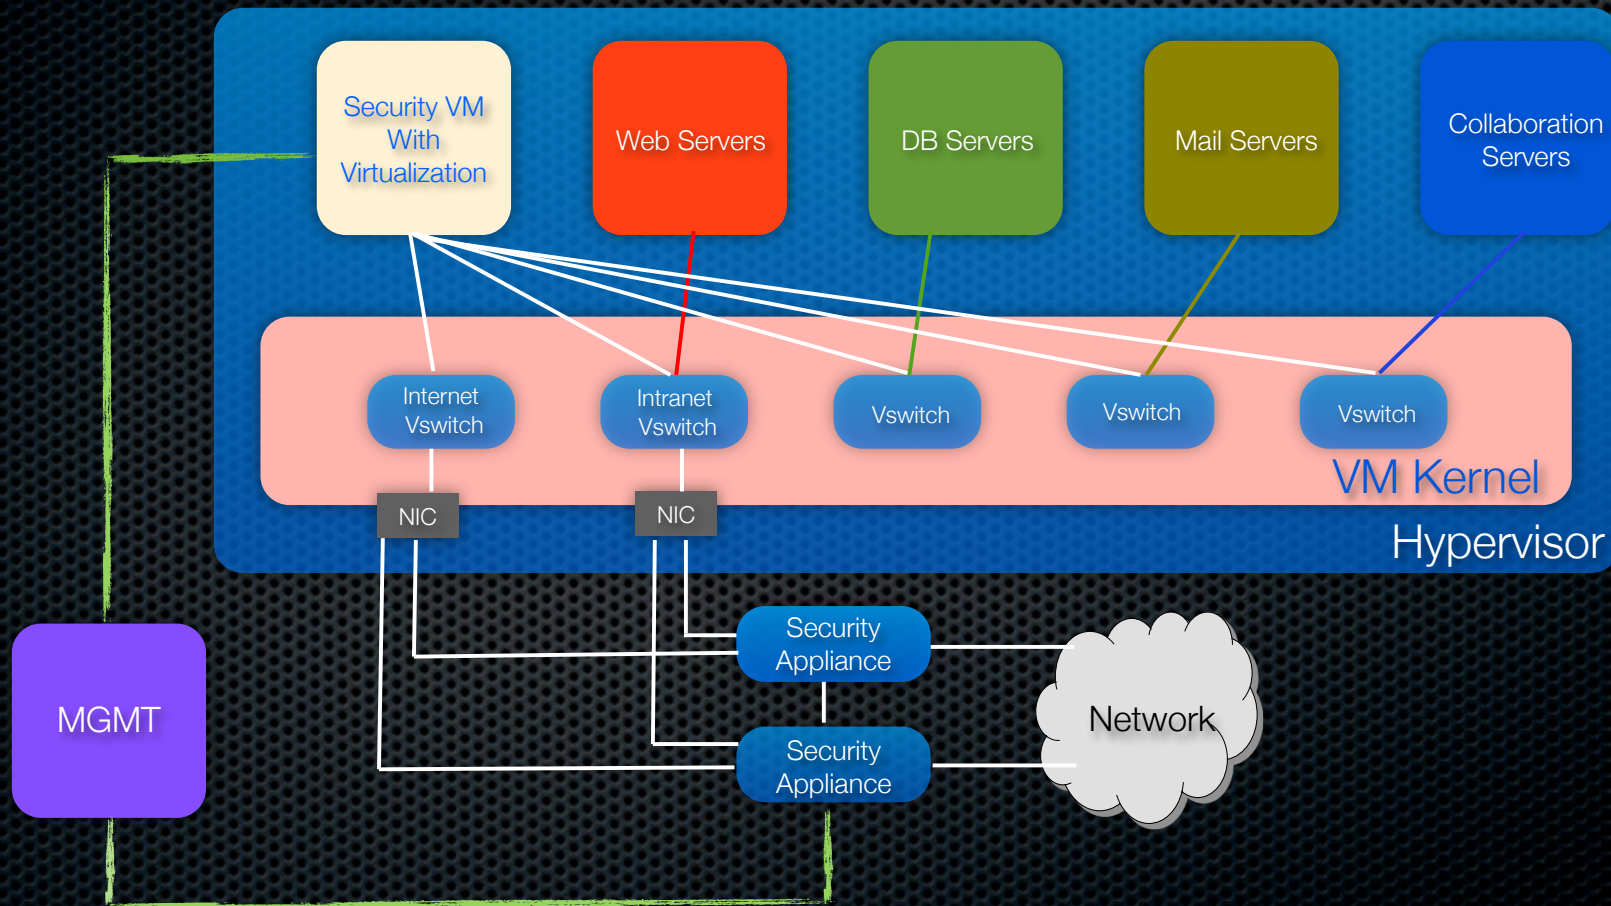 Security VM
With
Virtualization
Web Servers
DB Servers
Mail Servers
Collaboration
Servers
Internet
Vswitch
Intranet
Vswitch
Vswitch
Vswitch
Vswitch
VM Kernel
NIC
NIC
Hypervisor
Security
Appliance
MGMT
Network
Security
Appliance